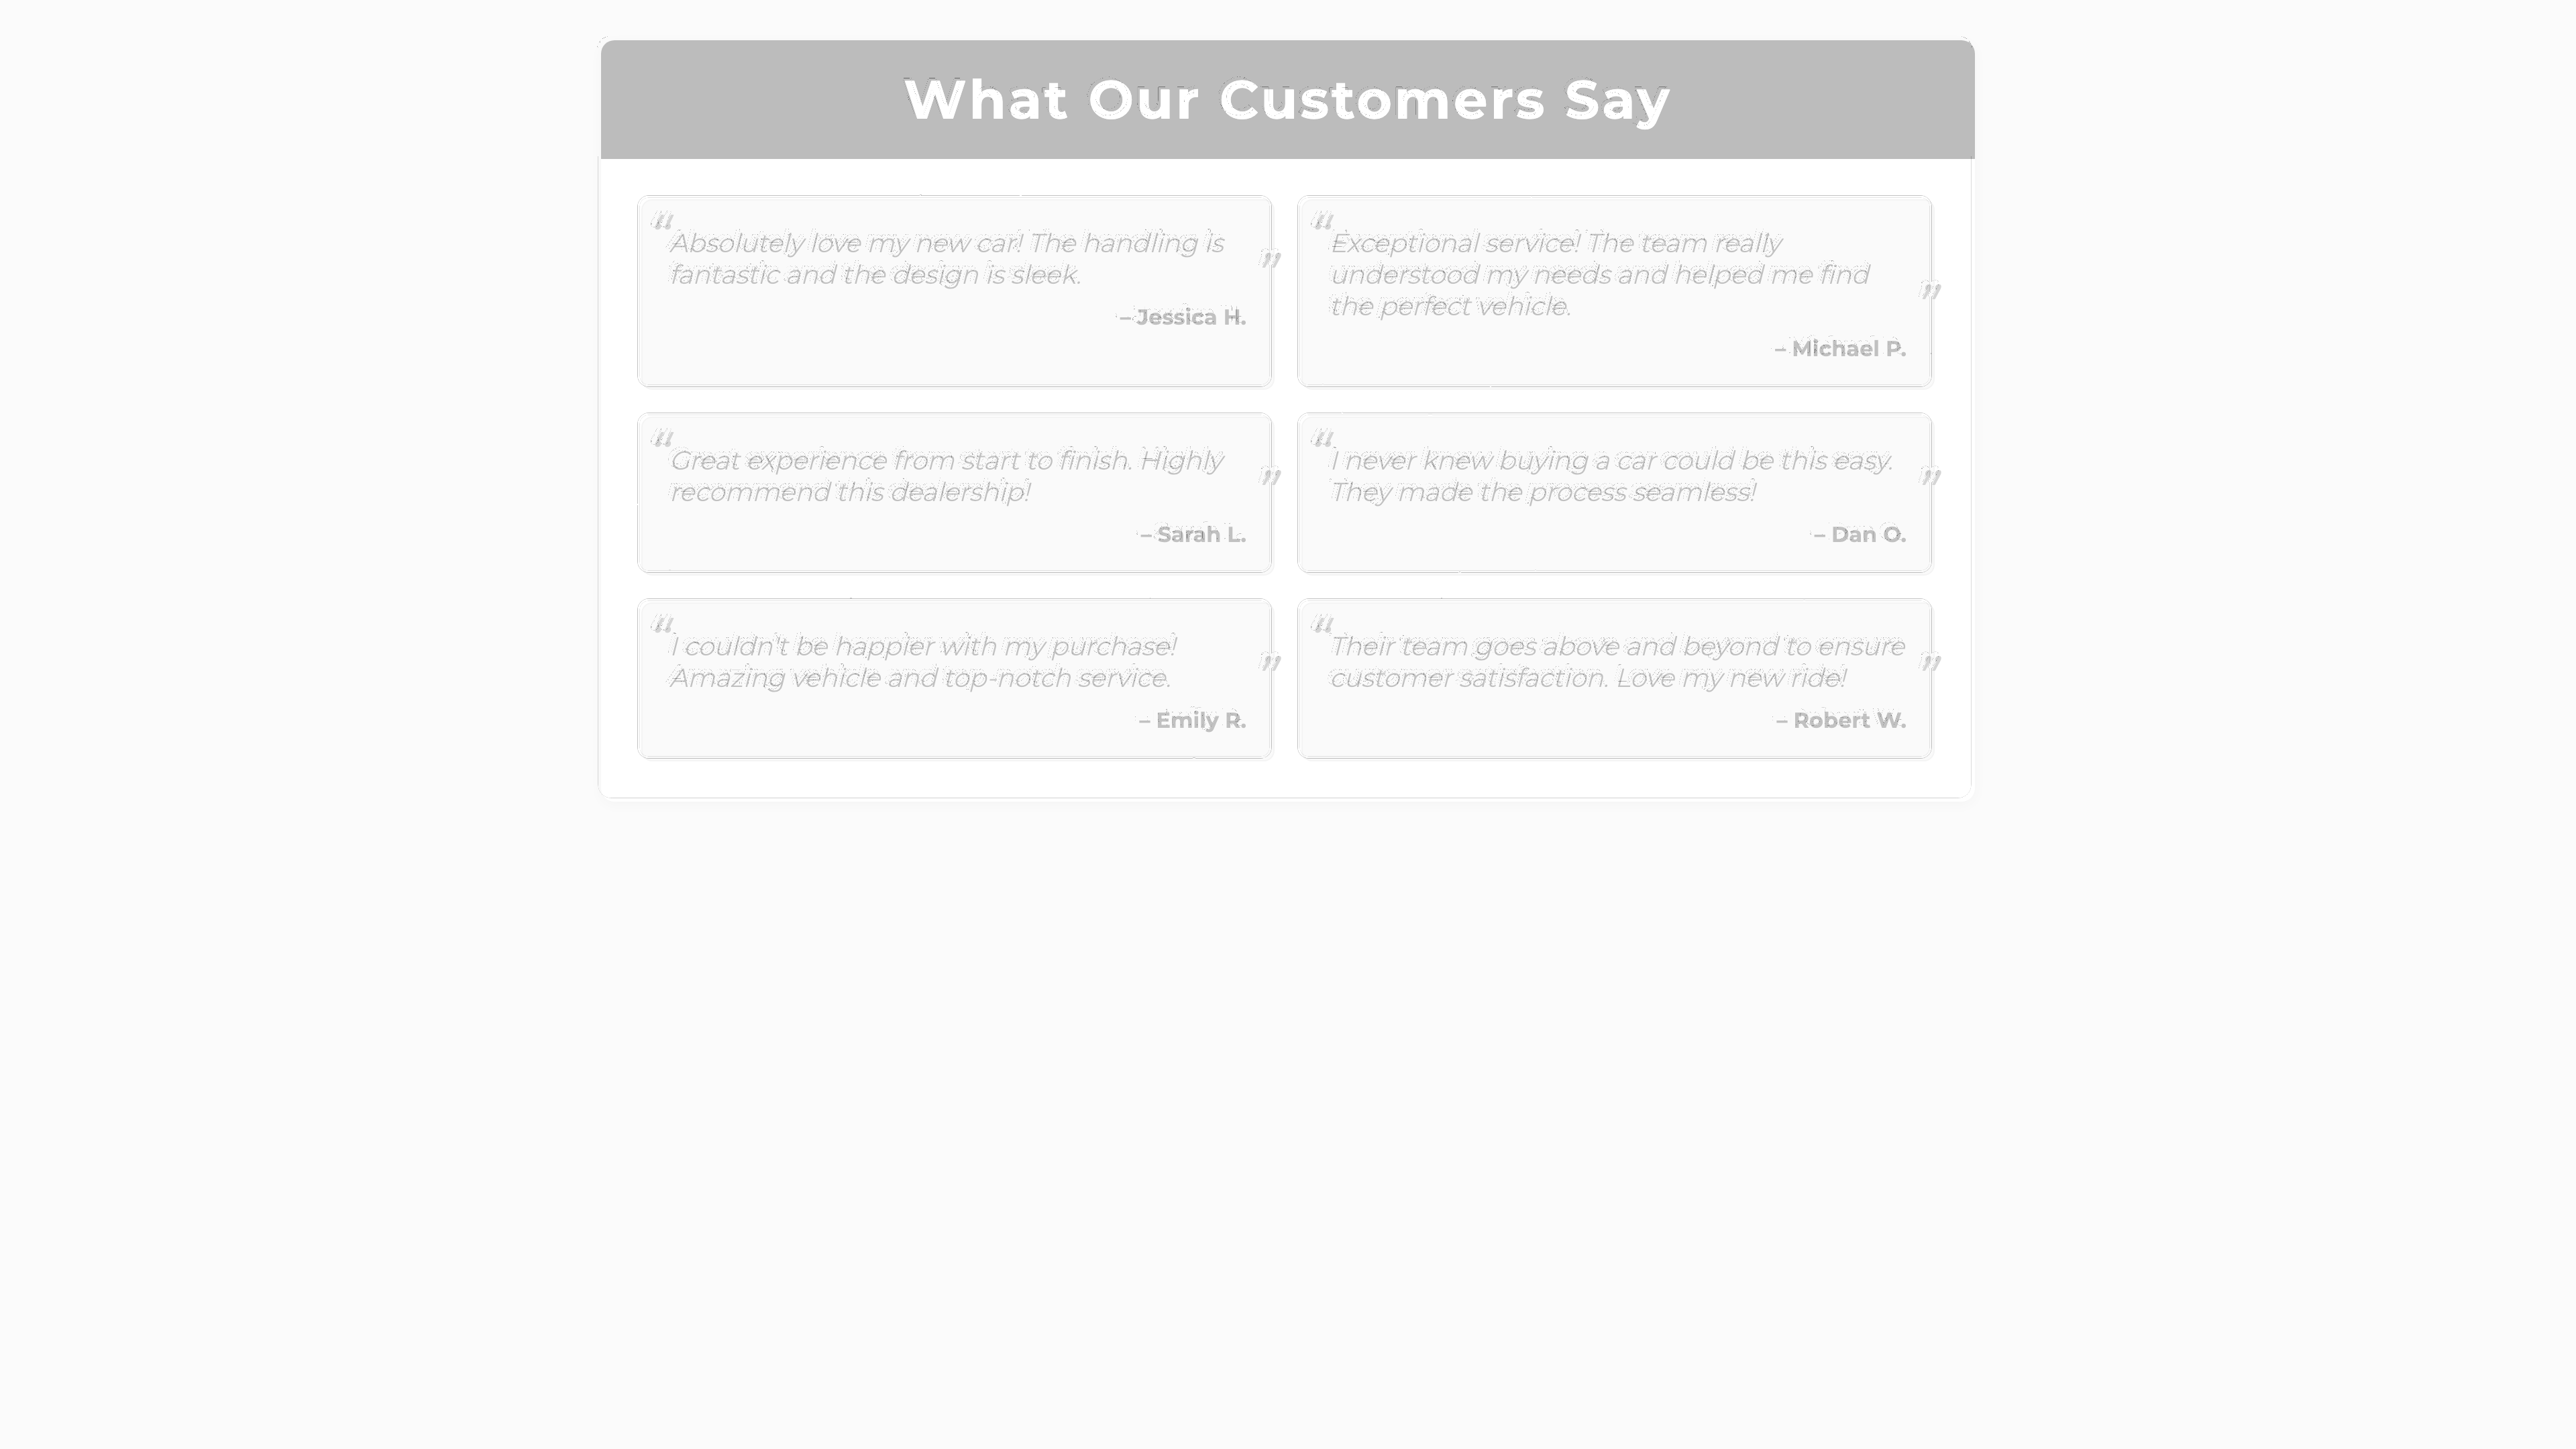 What Our Customers Say
“
Absolutely love my new car! The handling is
fantastic and the design is sleek.
”
– Jessica H.
“
Exceptional service! The team really
understood my needs and helped me find
the perfect vehicle.
”
– Michael P.
“
Great experience from start to finish. Highly
recommend this dealership!
”
– Sarah L.
“
I never knew buying a car could be this easy.
They made the process seamless!
”
– Dan O.
“
I couldn't be happier with my purchase!
Amazing vehicle and top-notch service.
”
– Emily R.
“
Their team goes above and beyond to ensure
customer satisfaction. Love my new ride!
”
– Robert W.